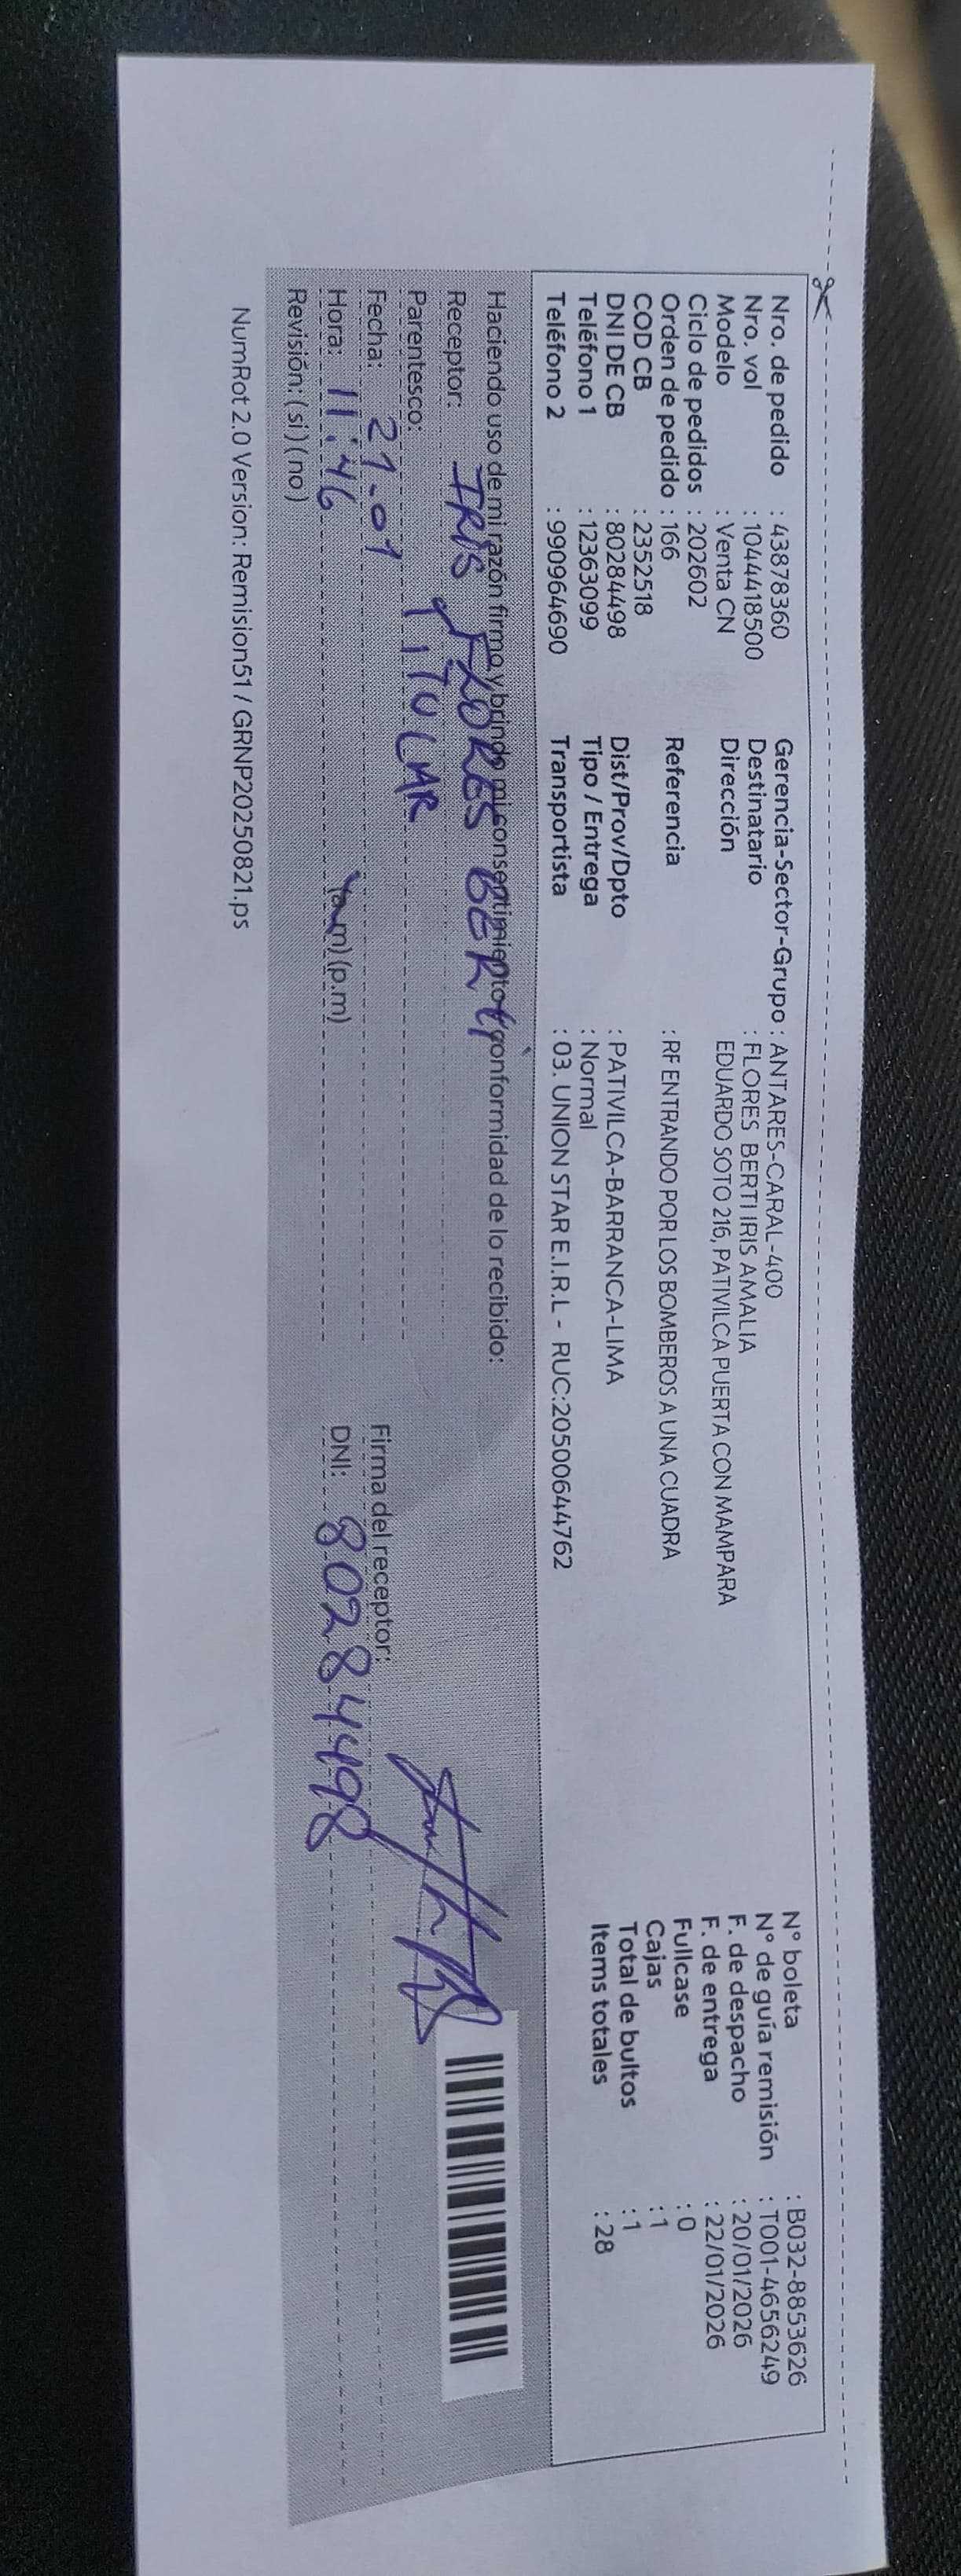 Nro. de pedido : 43878360
Nro. vol : 1044418500
Modelo : Venta CN
Ciclo de pedidos : 202602
Orden de pedido : 166
COD CB : 2352518
DNI DE CB : 80284498
Teléfono 1 : 12363099
Teléfono 2 : 990964690
Gerencia-Sector-Grupo : ANTARES-CARAL-400
Destinatario : FLORES BERTI IRIS AMALIA
Dirección EDUARDO SOTO 216, PATIVILCA PUERTA CON MAMPARA
Referencia : RF ENTRANDO POR LOS BOMBEROS A UNA CUADRA
Dist/Prov/Dpto : PATIVILCA-BARRANCA-LIMA
Tipo / Entrega : Normal
Transportista : 03. UNION STAR E.I.R.L - RUC:20500644762
N° boleta : B032-8853626
N° de guía remisión : T001-4656249
F. de despacho : 20/01/2026
F. de entrega : 22/01/2026
Fullcase : 0
Cajas : 1
Total de bultos : 1
Items totales : 28
Haciendo uso de mi razón firmo y brindo mi consentimiento y conformidad de lo recibido:
Receptor: IRIS FLORES BERTI
Parentesco: TITULAR
Fecha: 21-01
Hora: 11:46 (a.m) (p.m)
Revisión: (si) (no)
Firma del receptor:
DNI: 80284498
NumRot 2.0 Version: Remision51 / GRNP20250821.ps